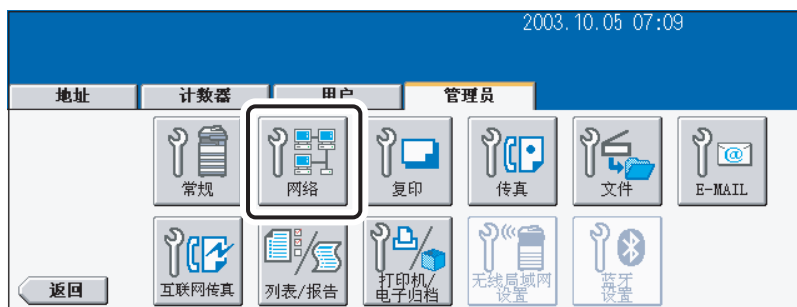 2003.10.05 07:09
地址 计数器 用户 管理员
常规 网络 复印 传真 文件 E-MAIL
互联网传真 列表/报告 打印机/ 无线局域网 蓝牙
电子归档 设置 设置
返回